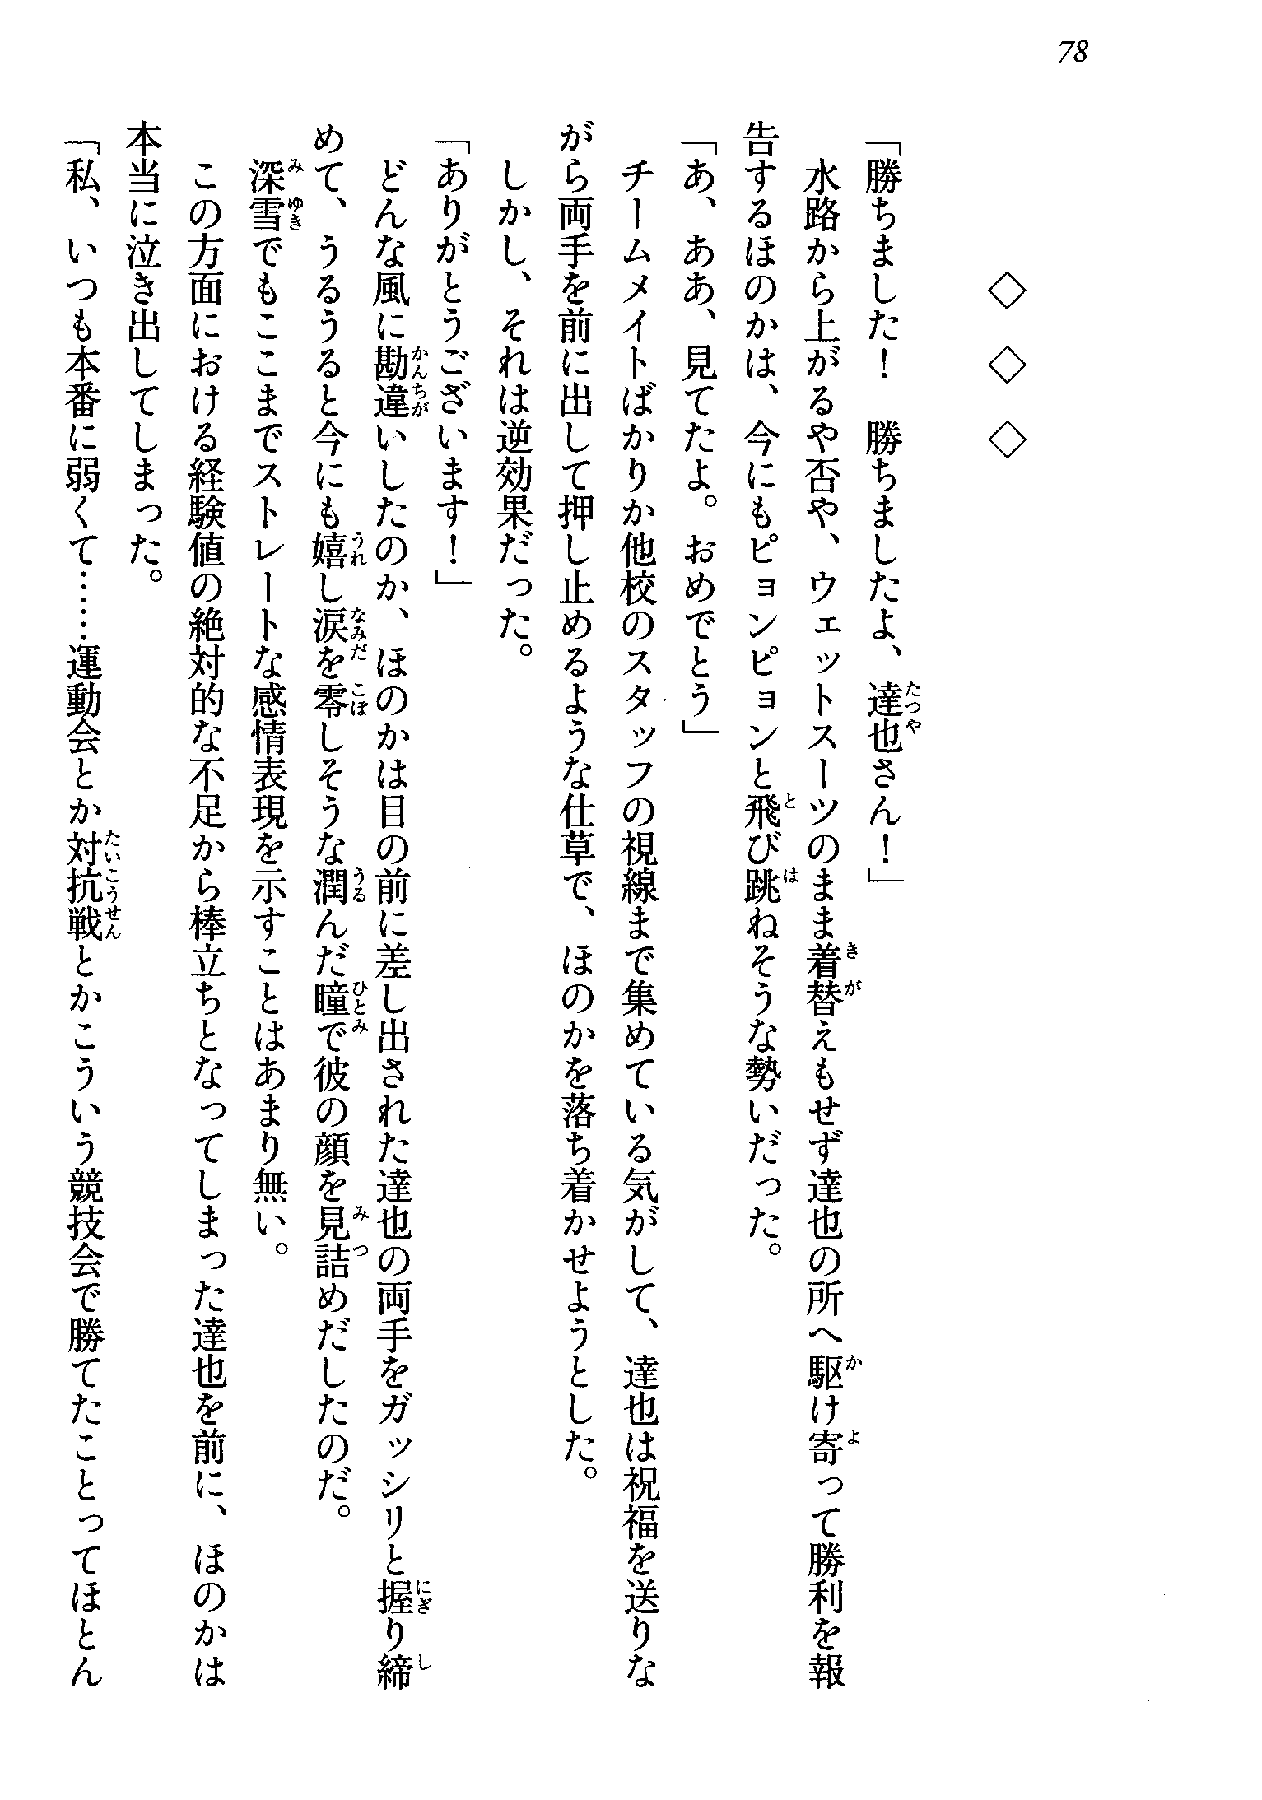 78
◇ ◇ ◇
「勝ちました！　勝ちましたよ、達也さん！」
水路から上がるや否や、ウェットスーツのまま着替えもせず達也の所へ駆け寄って勝利を報
告するほのかは、今にもピョンピョンと飛び跳ねそうな勢いだった。
「あ、ああ、見てたよ。おめでとう」
チームメイトばかりか他校のスタッフの視線まで集めている気がして、達也は祝福を送りな
がら両手を前に出して押し止めるような仕草で、ほのかを落ち着かせようとした。
しかし、それは逆効果だった。
「ありがとうございます！」
どんな風に勘違いしたのか、ほのかは目の前に差し出された達也の両手をガッシリと握り締
めて、うるうると今にも嬉し涙を零しそうな潤んだ瞳で彼の顔を見詰めだしたのだ。
深雪でもここまでストレートな感情表現を示すことはあまり無い。
この方面における経験値の絶対的な不足から棒立ちとなってしまった達也を前に、ほのかは
本当に泣き出してしまった。
「私、いつも本番に弱くて……運動会とか対抗戦とかこういう競技会で勝てたことってほとん